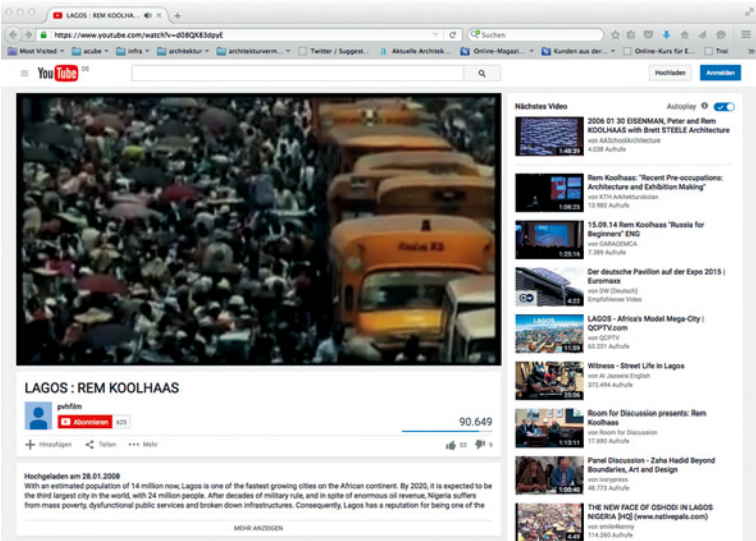 LAGOS : REM KOOLHA...
https://www.youtube.com/watch?v=d08QX83dpyE
Suchen
Most Visited
acube
infra
architektur
architekturverm...
Twitter / Suggest...
Aktuelle Architek...
Online-Magazi...
Kunden aus der...
Online-Kurs für E...
Troi
YouTube DE
Hochladen
Anmelden
LAGOS : REM KOOLHAAS
pvhfilm
Abonnieren 625
90.649
Hinzufügen
Teilen
Mehr
53
6
Hochgeladen am 28.01.2008
With an estimated population of 14 million now, Lagos is one of the fastest growing cities on the African continent. By 2020, it is expected to be
the third largest city in the world, with 24 million people. After decades of military rule, and in spite of enormous oil revenue, Nigeria suffers
from mass poverty, dysfunctional public services and broken down infrastructures. Consequently, Lagos has a reputation for being one of the
MEHR ANZEIGEN
Nächstes Video
Autoplay
2006 01 30 EISENMAN, Peter and Rem
KOOLHAAS with Brett STEELE Architecture
von AASchoolArchitecture
4.038 Aufrufe
1:48:39
Rem Koolhaas: "Recent Pre-occupations:
Architecture and Exhibition Making"
von KTH Arkitekturskolan
13.980 Aufrufe
1:08:25
15.09.14 Rem Koolhaas "Russia for
Beginners" ENG
von GARAGEMCA
7.389 Aufrufe
1:25:16
Der deutsche Pavilion auf der Expo 2015 |
Euromaxx
von DW (Deutsch)
Empfohlenes Video
4:22
LAGOS - Africa's Model Mega-City |
QCPTV.com
von QCPTV
63.231 Aufrufe
LAGOS
11:59
Witness - Street Life in Lagos
von Al Jazeera English
372.494 Aufrufe
25:06
Room for Discussion presents: Rem
Koolhaas
von Room for Discussion
17.690 Aufrufe
1:13:11
Panel Discussion - Zaha Hadid Beyond
Boundaries, Art and Design
von ivorypress
48.773 Aufrufe
1:00:40
THE NEW FACE OF OSHODI IN LAGOS
NIGERIA [HQ] (www.nativepals.com)
von smile4kenny
114.260 Aufrufe
4:49